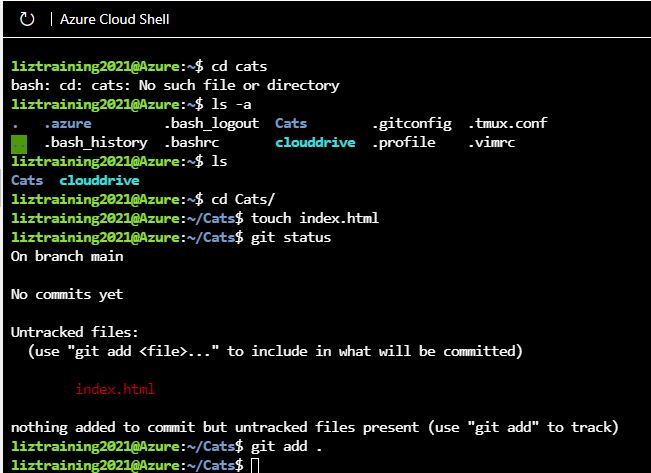 Azure Cloud Shell
liztraining2021@Azure:~$ cd cats
bash: cd: cats: No such file or directory
liztraining2021@Azure:~$ ls -a
.   .azure         .bash_logout  Cats        .gitconfig  .tmux.conf
..  .bash_history  .bashrc       clouddrive  .profile    .vimrc
liztraining2021@Azure:~$ ls
Cats  clouddrive
liztraining2021@Azure:~$ cd Cats/
liztraining2021@Azure:~/Cats$ touch index.html
liztraining2021@Azure:~/Cats$ git status
On branch main
No commits yet
Untracked files:
  (use "git add <file>..." to include in what will be committed)
        index.html
nothing added to commit but untracked files present (use "git add" to track)
liztraining2021@Azure:~/Cats$ git add .
liztraining2021@Azure:~/Cats$